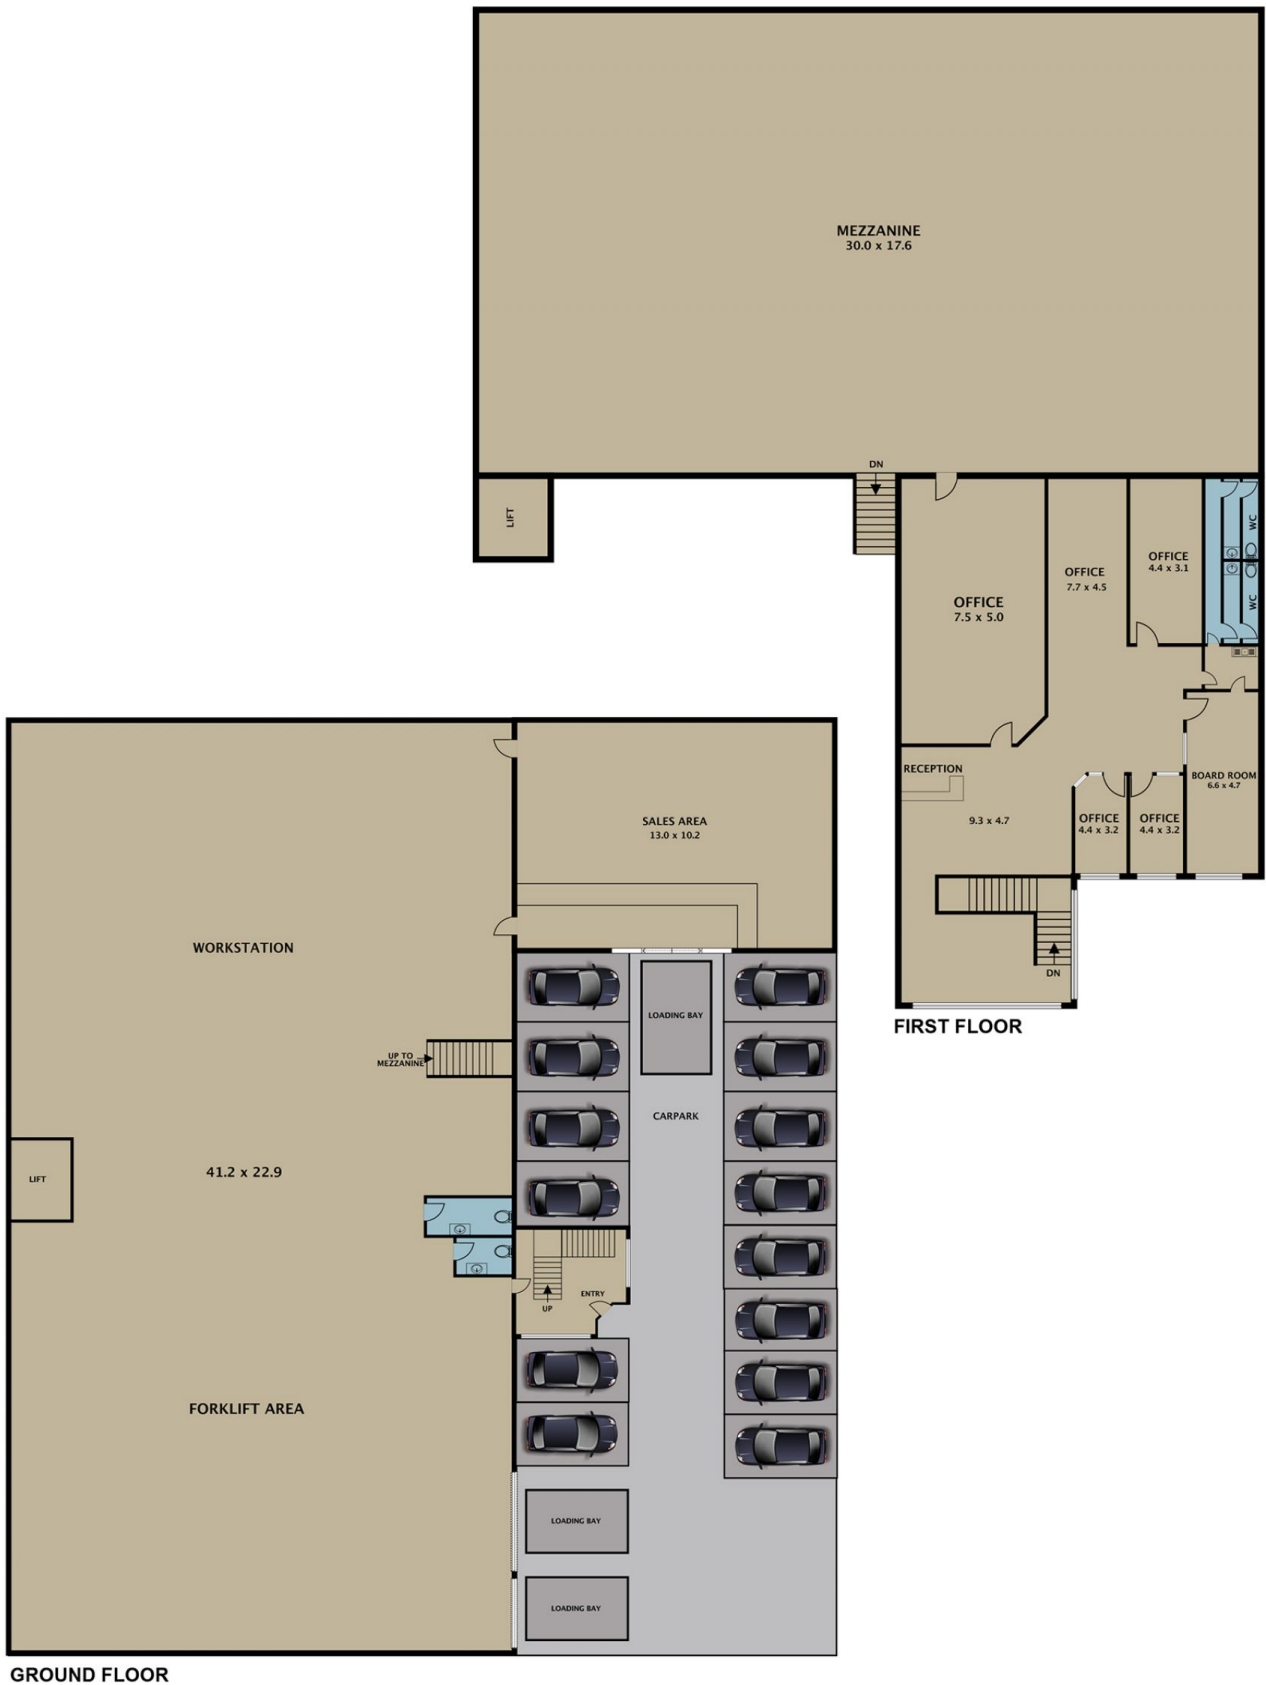 MEZZANINE
30.0 x 17.6
DN
LIFT
OFFICE
7.5 x 5.0
OFFICE
7.7 x 4.5
OFFICE
4.4 x 3.1
WC
WC
RECEPTION
9.3 x 4.7
OFFICE
4.4 x 3.2
OFFICE
4.4 x 3.2
BOARD ROOM
6.6 x 4.7
DN
FIRST FLOOR
SALES AREA
13.0 x 10.2
WORKSTATION
LOADING BAY
UP TO
MEZZANINE
CARPARK
LIFT
41.2 x 22.9
ENTRY
UP
FORKLIFT AREA
LOADING BAY
LOADING BAY
GROUND FLOOR